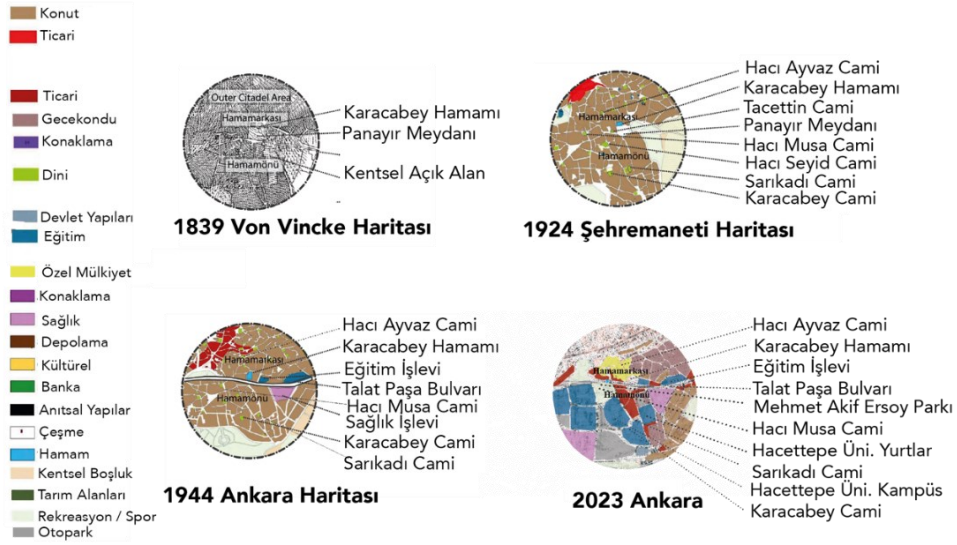 Konut
Ticari
Ticari
Gecekondu
Konaklama
Dini
Devlet Yapıları
Eğitim
Özel Mülkiyet
Konaklama
Sağlık
Depolama
Kültürel
Banka
Anıtsal Yapılar
Çeşme
Hamam
Kentsel Boşluk
Tarım Alanları
Rekreasyon / Spor
Otopark
Outer Citadel Area
Hamamarkası
Hamamönü
Karacabey Hamamı
Panayır Meydanı
Kentsel Açık Alan
1839 Von Vincke Haritası
Hamamarkası
Hamamönü
Hacı Ayvaz Cami
Karacabey Hamamı
Tacettin Cami
Panayır Meydanı
Hacı Musa Cami
Hacı Seyid Cami
Sarıkadı Cami
Karacabey Cami
1924 Şehremaneti Haritası
Hamamarkası
Hamamönü
Hacı Ayvaz Cami
Karacabey Hamamı
Eğitim İşlevi
Talat Paşa Bulvarı
Hacı Musa Cami
Sağlık İşlevi
Karacabey Cami
Sarıkadı Cami
1944 Ankara Haritası
Hamamarkası
Hamamönü
Hacı Ayvaz Cami
Karacabey Hamamı
Eğitim İşlevi
Talat Paşa Bulvarı
Mehmet Akif Ersoy Parkı
Hacı Musa Cami
Hacettepe Üni. Yurtlar
Sarıkadı Cami
Hacettepe Üni. Kampüs
Karacabey Cami
2023 Ankara